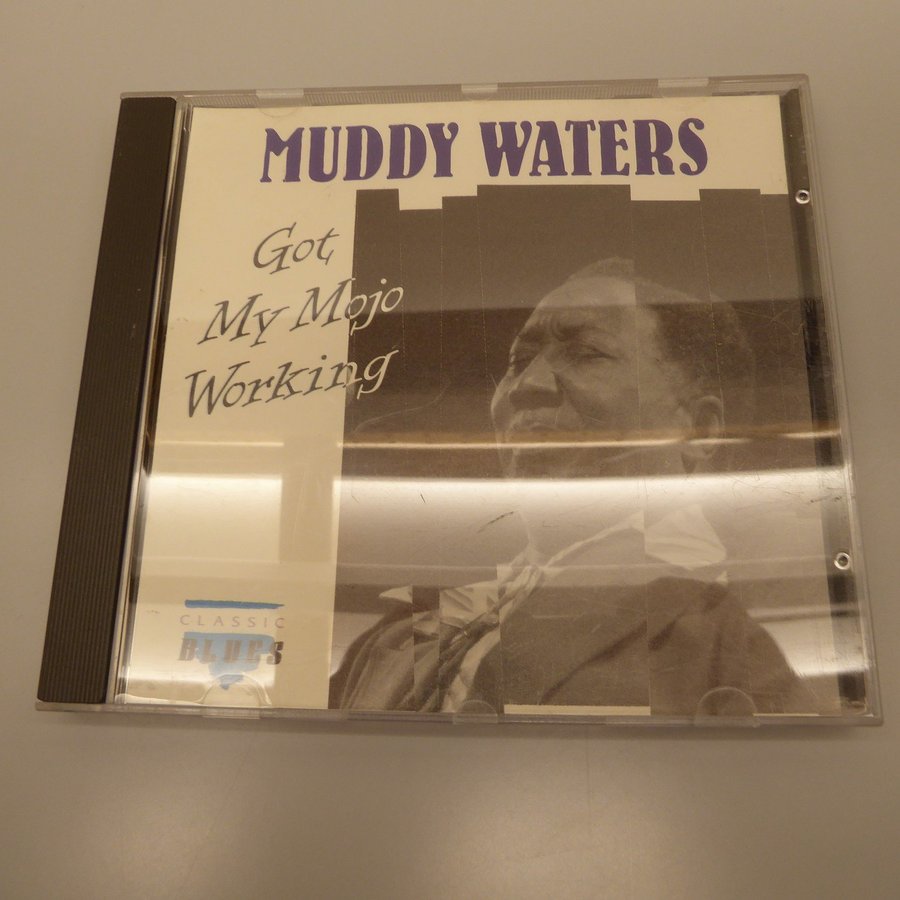 MUDDY WATERS
Got
My Mojo
Working
CLASSIC
BLUES